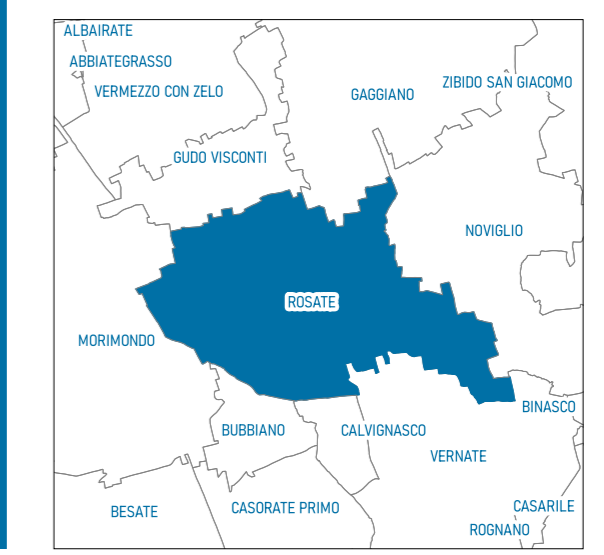 ALBAIRATE
ABBIATEGRASSO
VERMEZZO CON ZELO
GAGGIANO
ZIBIDO SAN GIACOMO
GUDO VISCONTI
NOVIGLIO
ROSATE
MORIMONDO
BINASCO
BUBBIANO
CALVIGNASCO
VERNATE
BESATE
CASORATE PRIMO
CASARILE
ROGNANO